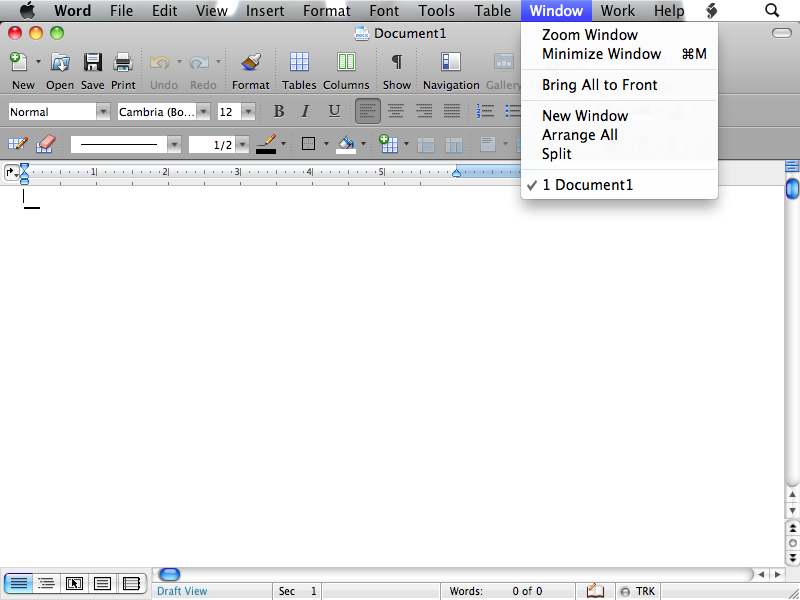 Word File Edit View Insert Format Font Tools Table Window Work Help
Document1
New Open Save Print Undo Redo Format Tables Columns Show Navigation Gallery
Normal Cambria (Bo... 12 B I U
1/2
1 2 3 4 5
Zoom Window
Minimize Window ⌘M
Bring All to Front
New Window
Arrange All
Split
✓ 1 Document1
Draft View Sec 1 Words: 0 of 0 TRK